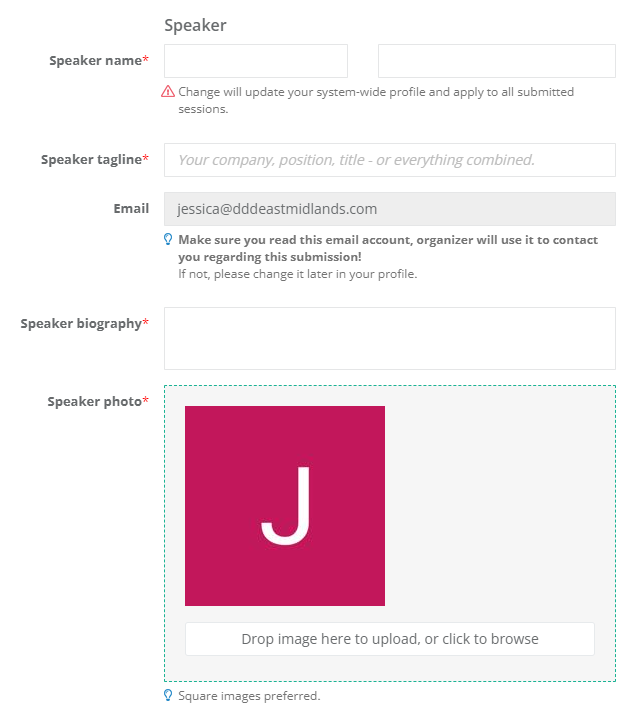 Speaker
Speaker name*
Change will update your system-wide profile and apply to all submitted
sessions.
Speaker tagline*
Your company, position, title - or everything combined.
Email
jessica@dddeastmidlands.com
Make sure you read this email account, organizer will use it to contact
you regarding this submission!
If not, please change it later in your profile.
Speaker biography*
Speaker photo*
J
Drop image here to upload, or click to browse
Square images preferred.